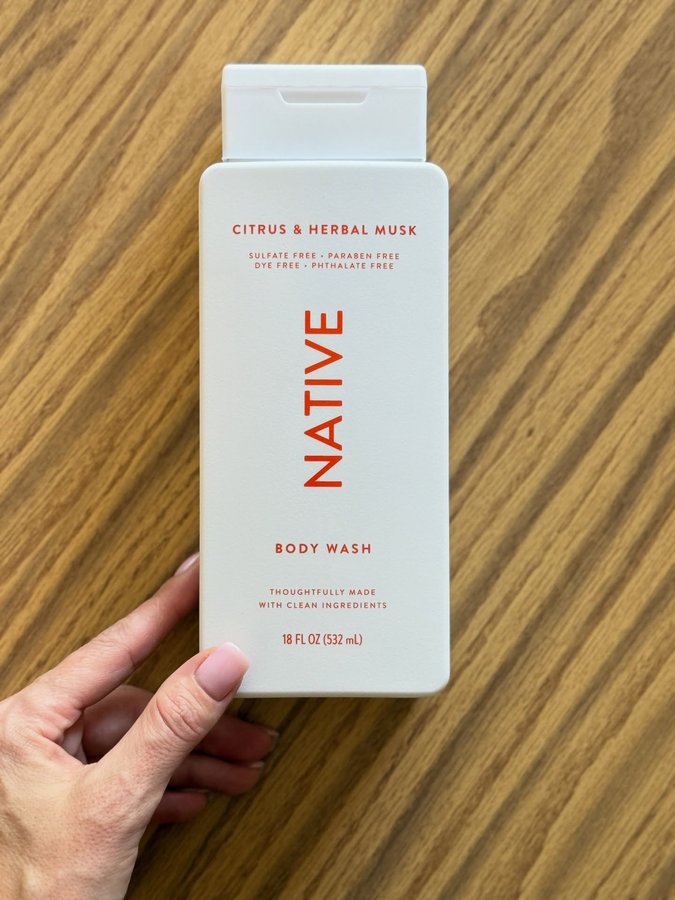 CITRUS & HERBAL MUSK
SULFATE FREE • PARABEN FREE
DYE FREE • PHTHALATE FREE
NATIVE
BODY WASH
THOUGHTFULLY MADE
WITH CLEAN INGREDIENTS
18 FL OZ (532 mL)